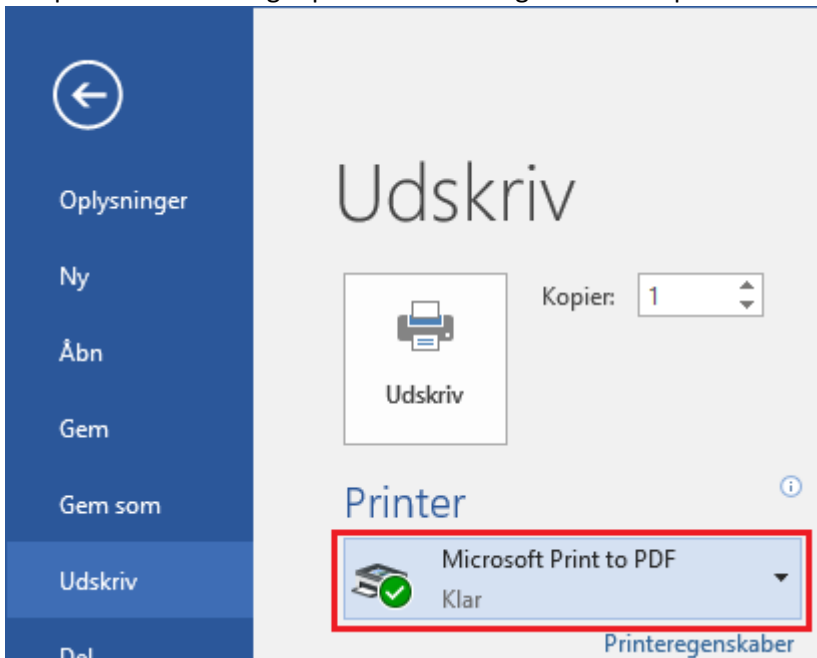 Oplysninger
Ny
Åbn
Gem
Gem som
Udskriv
Udskriv
Kopier: 1
Udskriv
Printer
Microsoft Print to PDF
Klar
Printeregenskaber